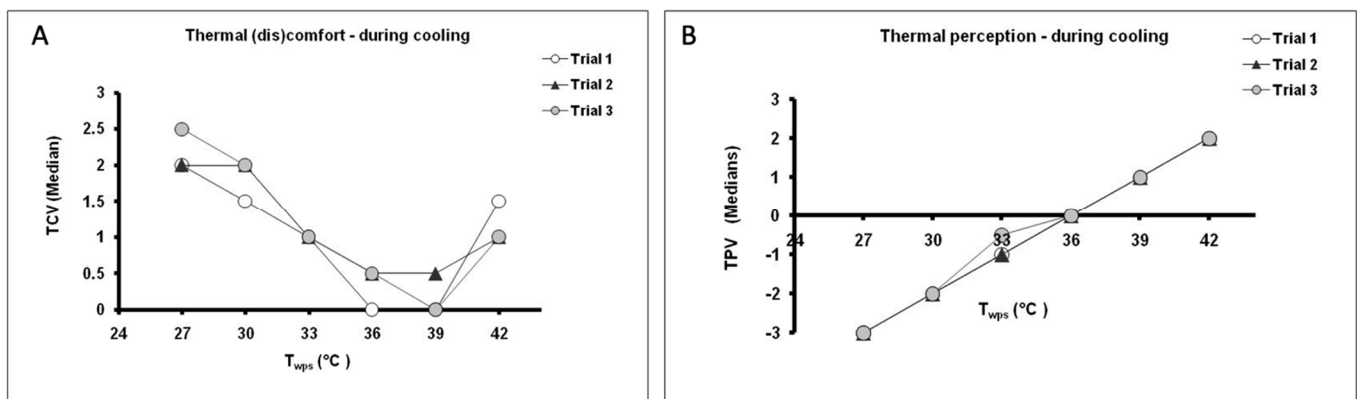 A
Thermal (dis)comfort - during cooling
Trial 1
Trial 2
Trial 3
TCV (Median)
3
2.5
2
1.5
1
0.5
0
24 27 30 33 36 39 42
Twps (°C )
B
Thermal perception - during cooling
Trial 1
Trial 2
Trial 3
TPV (Medians)
3
2
1
0
24 27 30 33 36 39 42
-1
-2
Twps (°C )
-3